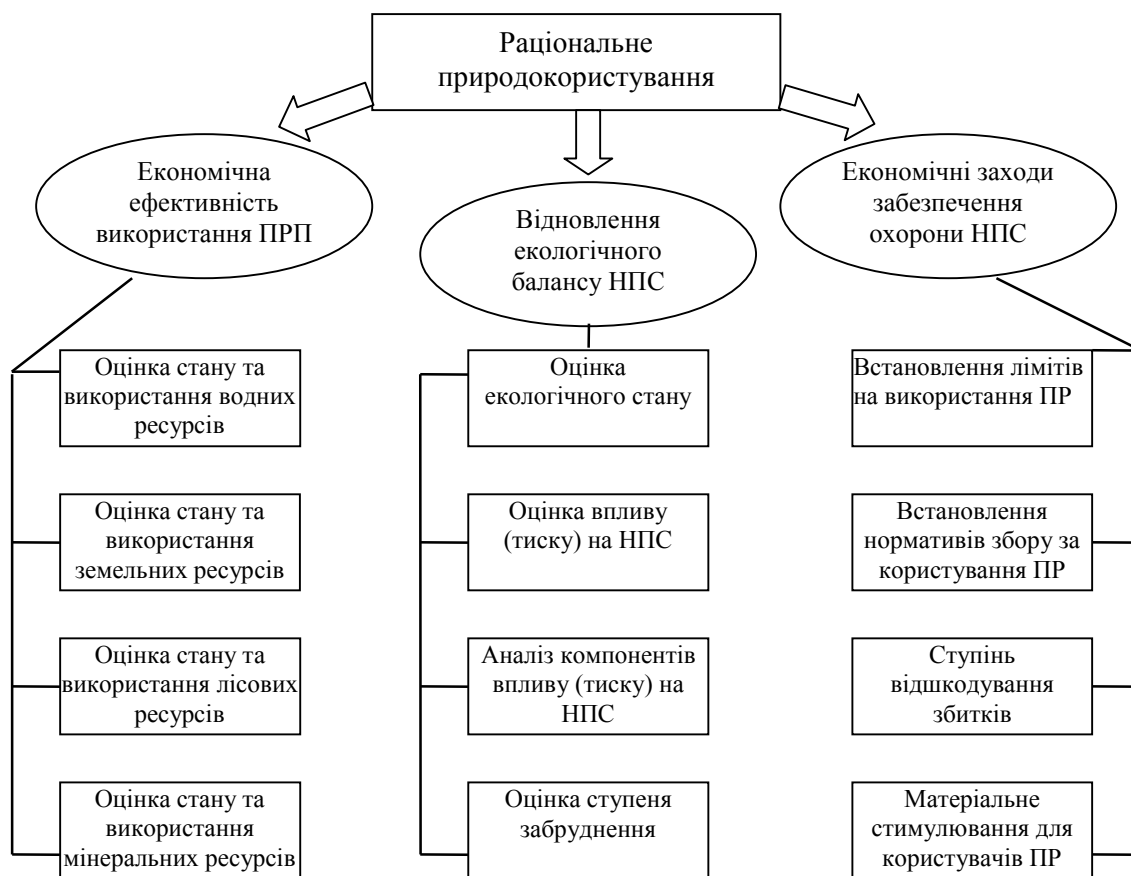 Раціональне
природокористування
Економічна
ефективність
використання ПРП
Відновлення
екологічного
балансу НПС
Економічні заходи
забезпечення
охорони НПС
Оцінка стану та
використання водних
ресурсів
Оцінка стану та
використання
земельних ресурсів
Оцінка стану та
використання лісових
ресурсів
Оцінка стану та
використання
мінеральних ресурсів
Оцінка
екологічного стану
Оцінка впливу
(тиску) на НПС
Аналіз компонентів
впливу (тиску) на
НПС
Оцінка ступеня
забруднення
Встановлення лімітів
на використання ПР
Встановлення
нормативів збору за
користування ПР
Ступінь
відшкодування
збитків
Матеріальне
стимулювання для
користувачів ПР